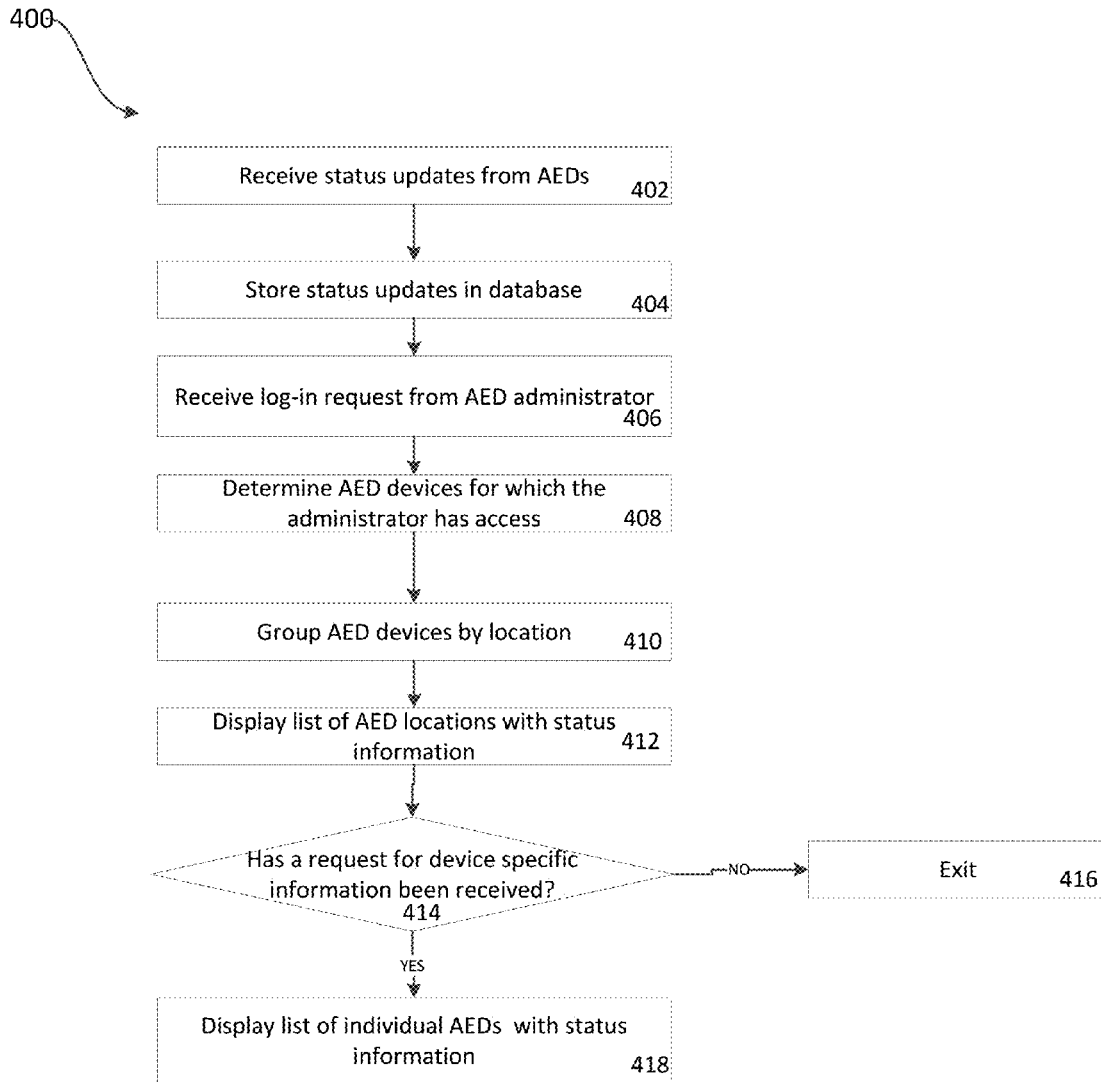 400
Receive status updates from AEDs
402
Store status updates in database
404
Receive log-in request from AED administrator
406
Determine AED devices for which the
administrator has access
408
Group AED devices by location
410
Display list of AED locations with status
information
412
Has a request for device specific
information been received?
414
NO
Exit
416
YES
Display list of individual AEDs with status
information
418